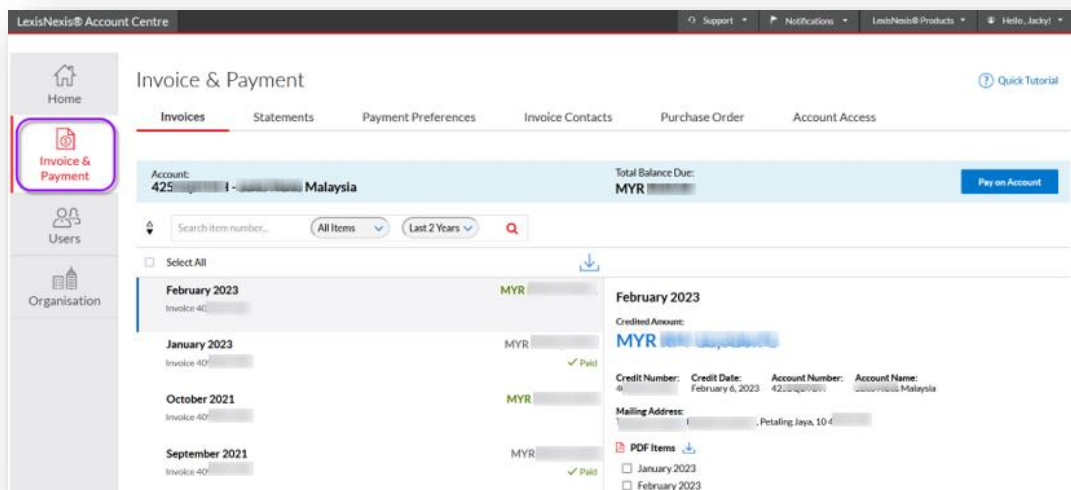 LexisNexis® Account Centre
Support
Notifications
LexisNexis® Products
Hello, Jacky!
Home
Invoice & Payment
Users
Organisation
Invoice & Payment
Quick Tutorial
Invoices
Statements
Payment Preferences
Invoice Contacts
Purchase Order
Account Access
Account:
425 - Malaysia
Total Balance Due:
MYR
Pay on Account
Search item number...
All Items
Last 2 Years
Select All
February 2023
MYR
Invoice
January 2023
MYR
Invoice
Paid
October 2021
MYR
Invoice
September 2021
MYR
Invoice
Paid
February 2023
Credited Amount:
MYR
Credit Number:
Credit Date:
February 6, 2023
Account Number:
Account Name:
Malaysia
Mailing Address:
, Petaling Jaya, 10 4
PDF Items
January 2023
February 2023